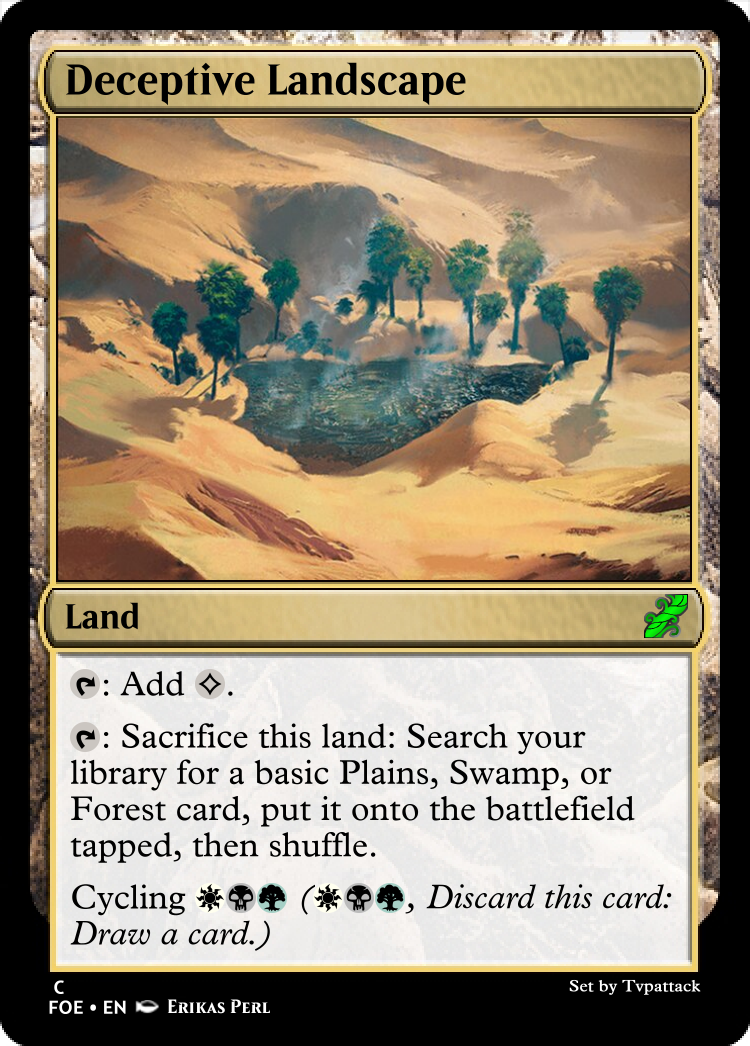 Deceptive Landscape
Land
: Add .
: Sacrifice this land: Search your
library for a basic Plains, Swamp, or
Forest card, put it onto the battlefield
tapped, then shuffle.
Cycling (, Discard this card:
Draw a card.)
C
Set by Tvpattack
FOE • EN Erikas Perl